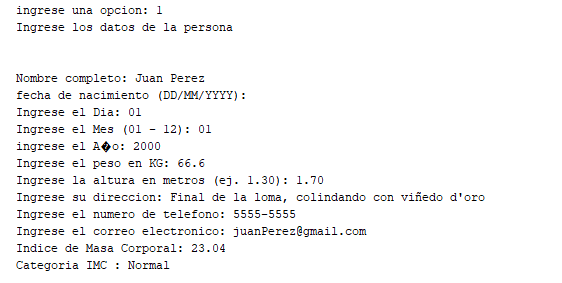 ingrese una opcion: 1
Ingrese los datos de la persona
Nombre completo: Juan Perez
fecha de nacimiento (DD/MM/YYYY):
Ingrese el Dia: 01
Ingrese el Mes (01 - 12): 01
ingrese el A�o: 2000
Ingrese el peso en KG: 66.6
Ingrese la altura en metros (ej. 1.30): 1.70
Ingrese su direccion: Final de la loma, colindando con viñedo d'oro
Ingrese el numero de telefono: 5555-5555
Ingrese el correo electronico: juanPerez@gmail.com
Indice de Masa Corporal: 23.04
Categoria IMC : Normal